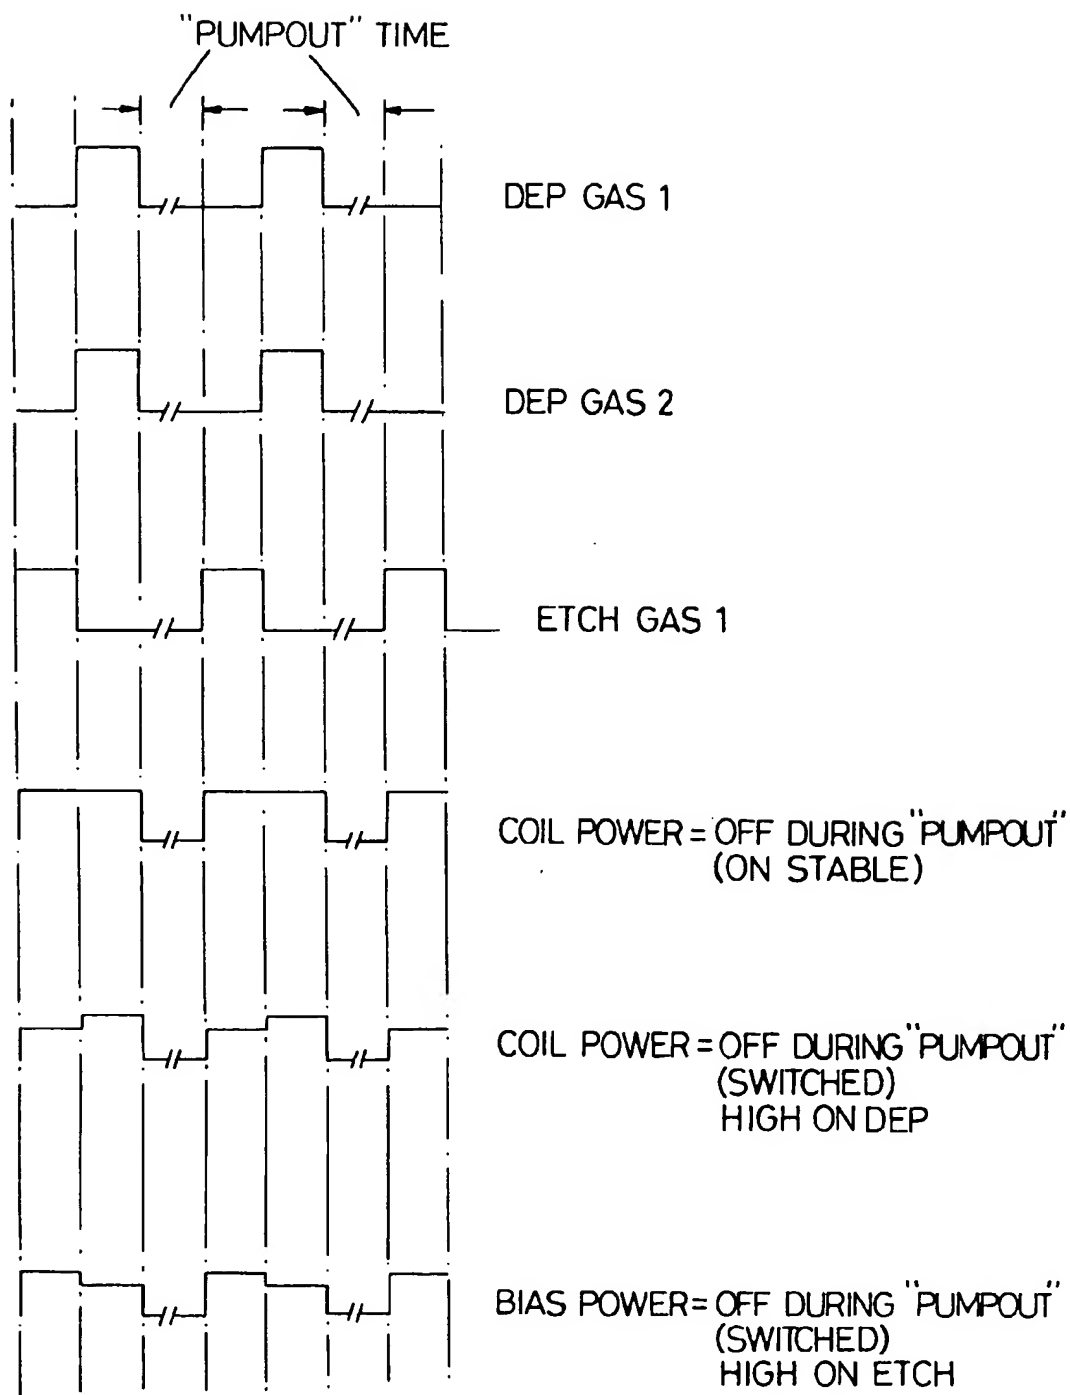 "PUMPOUT" TIME
DEP GAS 1
DEP GAS 2
ETCH GAS 1
COIL POWER = OFF DURING "PUMPOUT"
(ON STABLE)
COIL POWER = OFF DURING "PUMPOUT"
(SWITCHED)
HIGH ON DEP
BIAS POWER = OFF DURING "PUMPOUT"
(SWITCHED)
HIGH ON ETCH